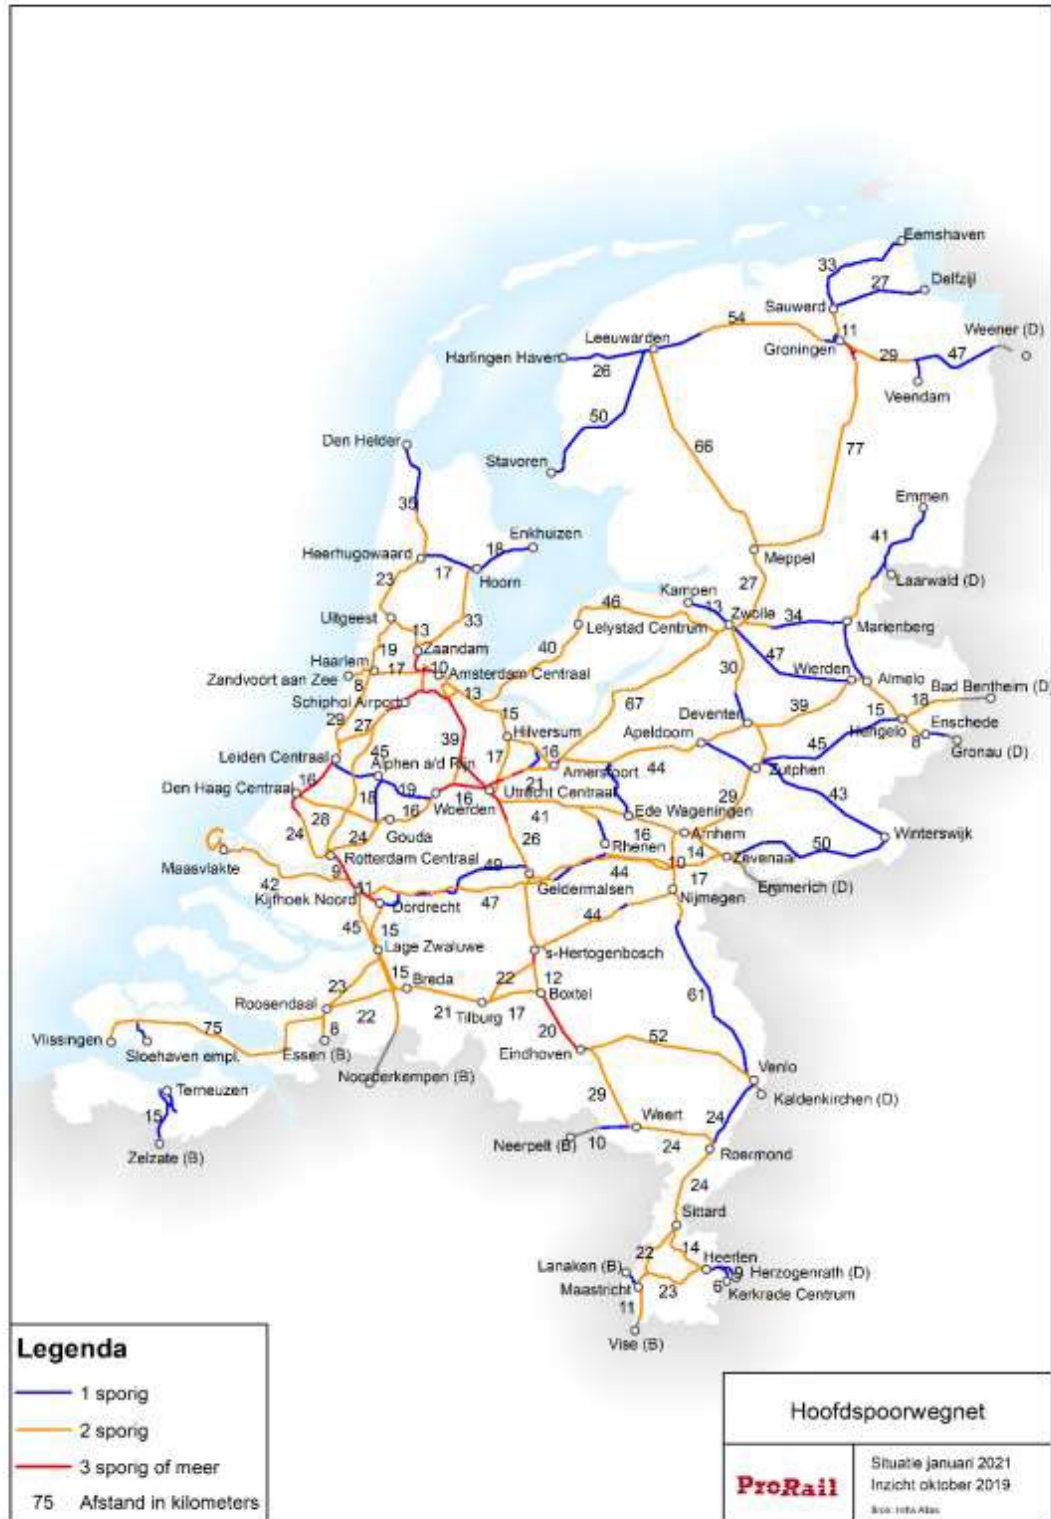 Eemshaven
33
Delfzijl
27
Sauwerd
54
11
Weener (D)
Leeuwarden
Groningen
Harlingen Haven
29
47
26
Veendam
50
Den Helder
66
77
Stavoren
Emmen
35
41
Enkhuizen
18
Heerhugowaard
Meppel
17
Hoorn
Laarwald (D)
23
27
Kampen
46
13
Uitgeest
33
Zwolle
34
13
Lelystad Centrum
Marienberg
Zaandam
40
19
Haarlem
17
10
Amsterdam Centraal
30
47
Wierden
Almelo
Zandvoort aan Zee
8
13
Bad Bentheim (D)
Schiphol Airport
67
15
18
29
27
15
Deventer
39
Hengelo
Enschede
Hilversum
Apeldoorn
8
39
17
16
45
Gronau (D)
Leiden Centraal
45
Alphen a/d Rijn
Amersfoort
44
Zutphen
16
21
Den Haag Centraal
18
19
16
Utrecht Centraal
43
Woerden
29
28
16
41
Ede Wageningen
24
24
Gouda
26
16
Arnhem
Winterswijk
Rhenen
14
50
Rotterdam Centraal
Zevenaar
Maasvlakte
9
49
10
42
Geldermalsen
44
17
Emmerich (D)
Kijfhoek Noord
11
47
Nijmegen
Dordrecht
45
15
44
Lage Zwaluwe
's-Hertogenbosch
15
Breda
22
12
23
61
Boxtel
Roosendaal
22
21
Tilburg
17
75
20
52
Vlissingen
8
Sloehaven empl.
Essen (B)
Eindhoven
Noorderkempen (B)
Venlo
Terneuzen
29
Kaldenkirchen (D)
15
Weert
24
Zelzate (B)
Neerpelt (B)
10
24
Roermond
24
Sittard
22
14
Heerlen
Lanaken (B)
9
Herzogenrath (D)
Maastricht
23
6
Kerkrade Centrum
11
Vise (B)
Legenda
1 sporig
2 sporig
3 sporig of meer
75 Afstand in kilometers
Hoofdspoorwegnet
ProRail
Situatie januari 2021
Inzicht oktober 2019
Bron: Infra Atlas